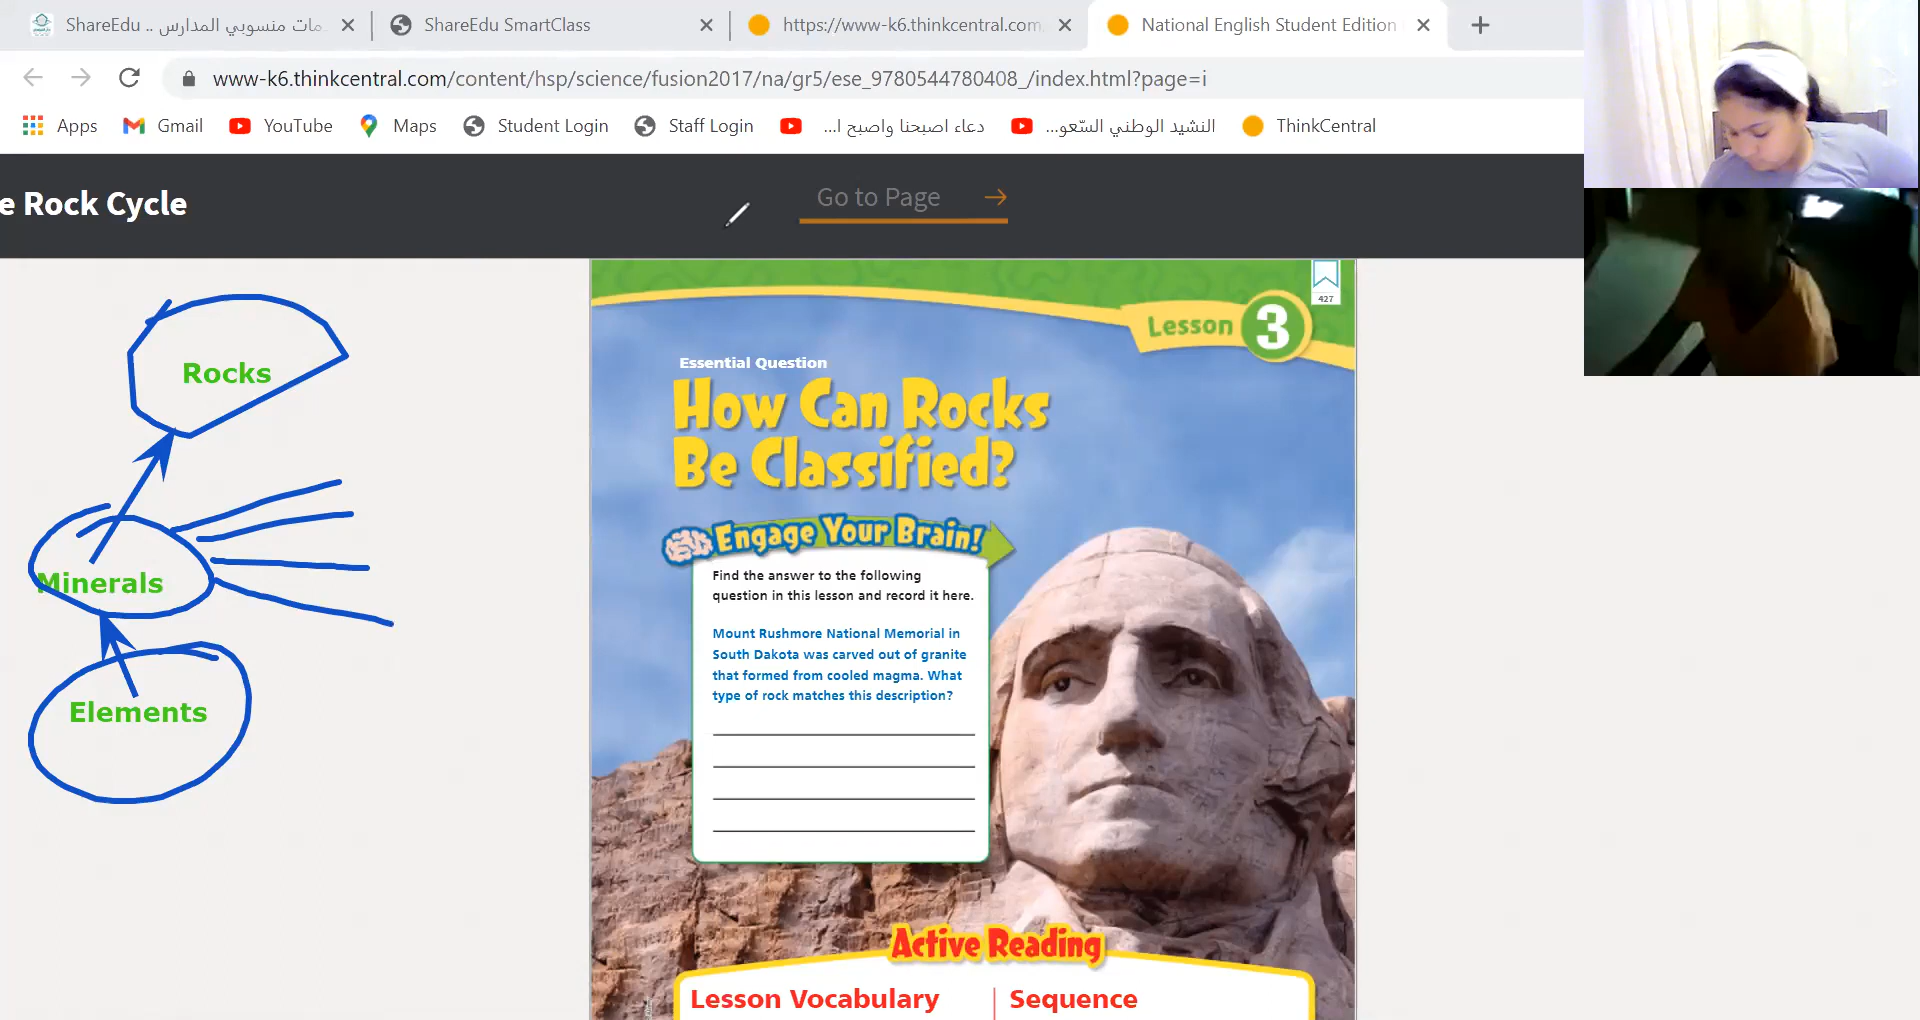 ShareEdu .. مات منسوبي المدارس
ShareEdu SmartClass
https://www-k6.thinkcentral.com
National English Student Edition
www-k6.thinkcentral.com/content/hsp/science/fusion2017/na/gr5/ese_9780544780408_/index.html?page=i
Apps
Gmail
YouTube
Maps
Student Login
Staff Login
دعاء اصبحنا واصبح ا...
النشيد الوطني السّعو...
ThinkCentral
e Rock Cycle
Go to Page
427
Lesson 3
Essential Question
How Can Rocks
Be Classified?
Engage Your Brain!
Find the answer to the following
question in this lesson and record it here.
Mount Rushmore National Memorial in
South Dakota was carved out of granite
that formed from cooled magma. What
type of rock matches this description?
Rocks
Minerals
Elements
Active Reading
Lesson Vocabulary
Sequence